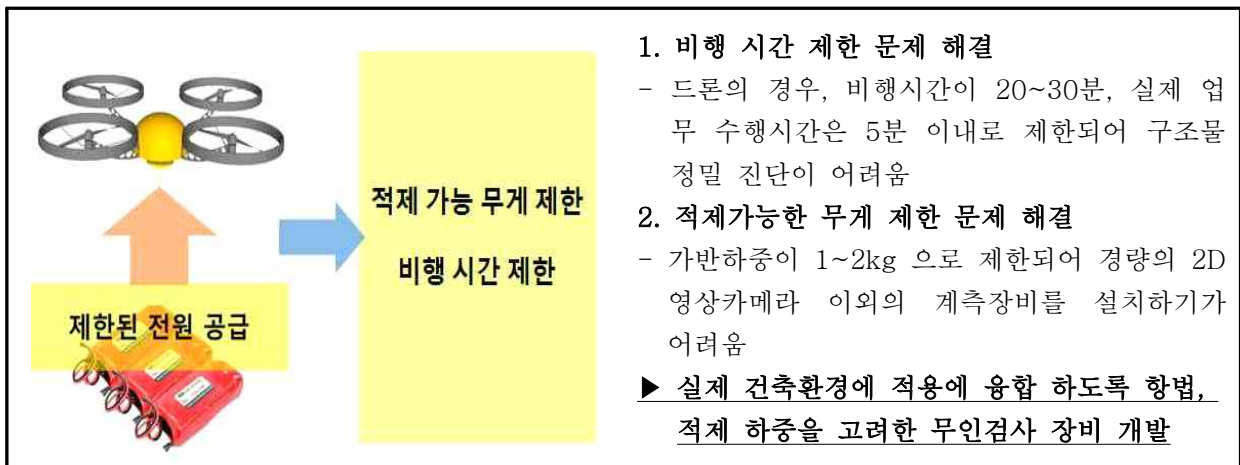 제한된 전원 공급
적제 가능 무게 제한
비행 시간 제한
1. 비행 시간 제한 문제 해결
- 드론의 경우, 비행시간이 20~30분, 실제 업
무 수행시간은 5분 이내로 제한되어 구조물
정밀 진단이 어려움
2. 적제가능한 무게 제한 문제 해결
- 가반하중이 1~2kg 으로 제한되어 경량의 2D
영상카메라 이외의 계측장비를 설치하기가
어려움
▶ 실제 건축환경에 적용에 융합 하도록 항법,
적제 하중을 고려한 무인검사 장비 개발